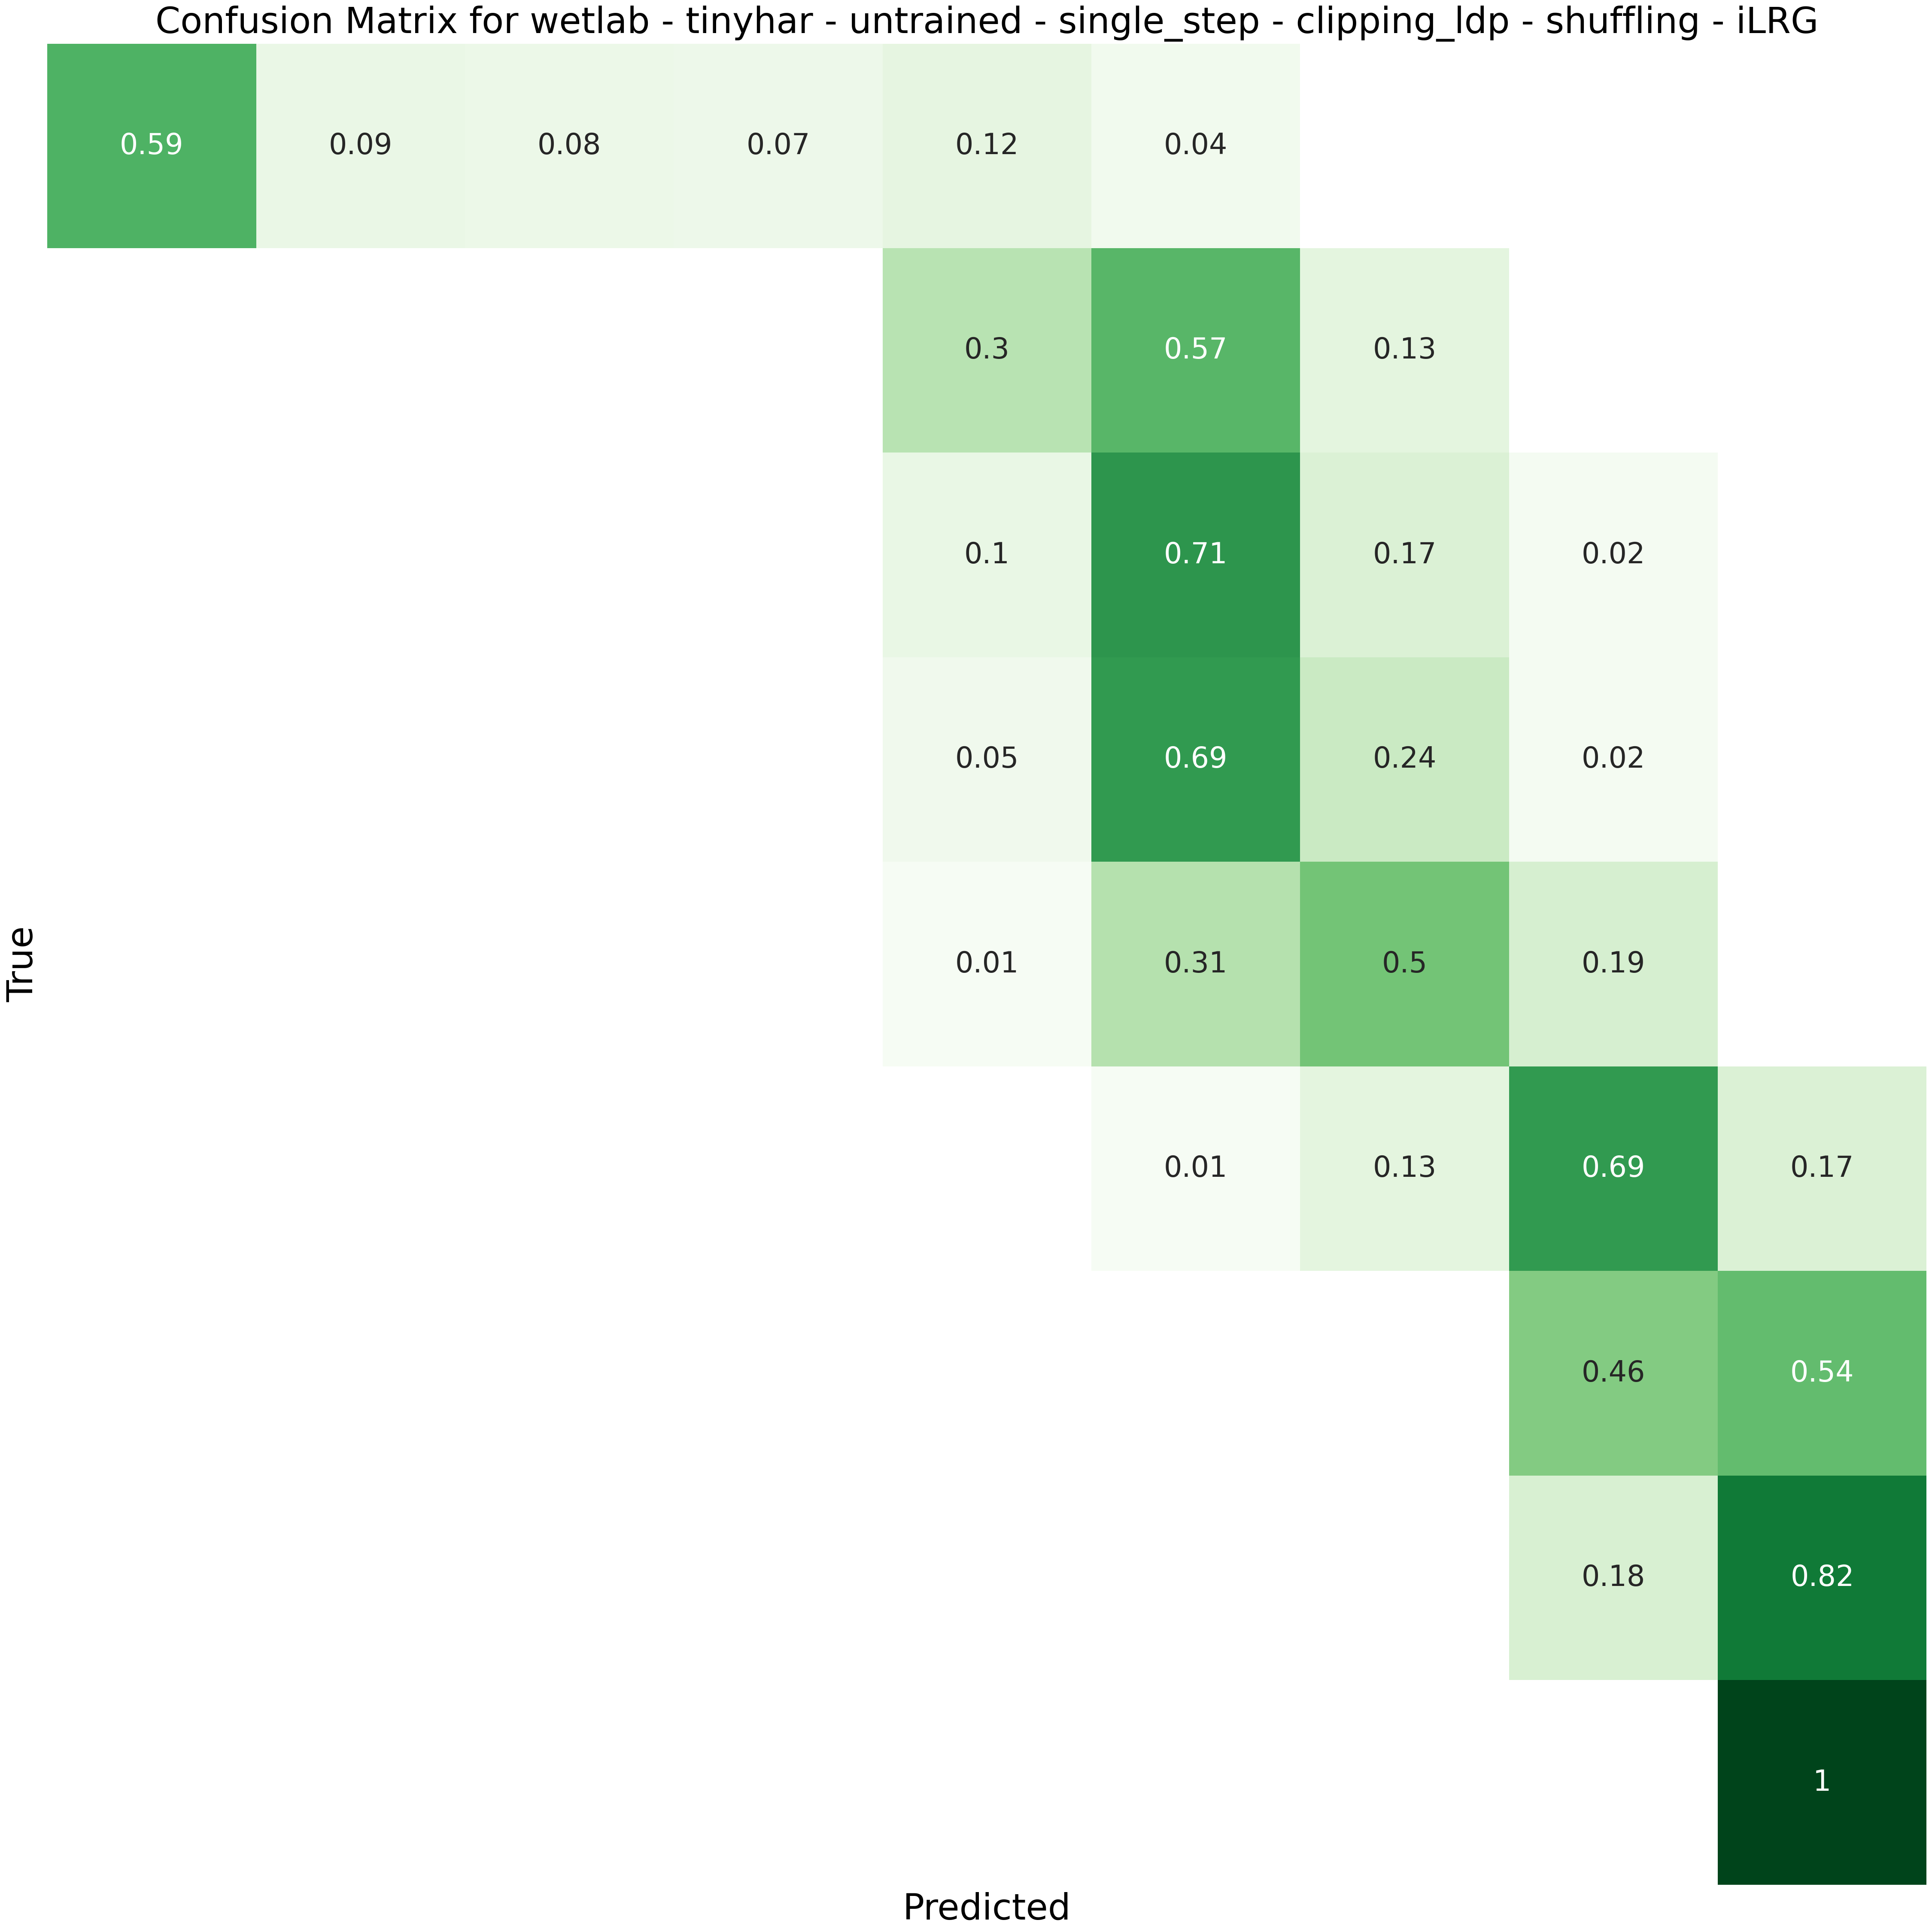 Confusion Matrix for wetlab - tinyhar - untrained - single_step - clipping_ldp - shuffling - iLRG
0.59 0.09 0.08 0.07 0.12 0.04
0.3 0.57 0.13
0.1 0.71 0.17 0.02
0.05 0.69 0.24 0.02
0.01 0.31 0.5 0.19
0.01 0.13 0.69 0.17
0.46 0.54
0.18 0.82
1
True
Predicted